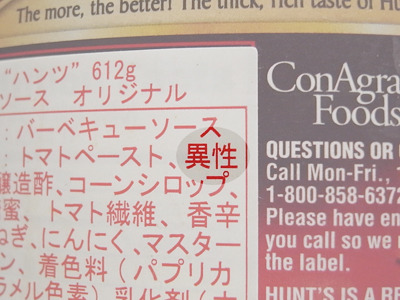 The more, the better! The thick, rich taste of Hu
"ハンツ" 612g
ソース オリジナル
: バーベキューソース
: トマトペースト、異性
醸造酢、コーンシロップ、
蜜、トマト繊維、香辛
ねぎ、にんにく、マスター
ン、着色料(パプリカ
ラメル色素)乳化剤(
ConAgra
Foods
QUESTIONS OR
Call Mon-Fri.,
1-800-858-6372
Please have en
you call so we
the label.
HUNT'S IS A RE